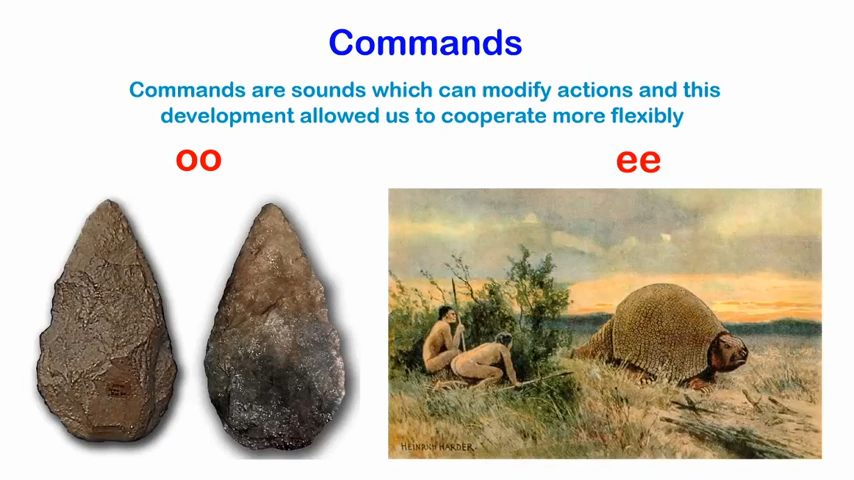 Commands
Commands are sounds which can modify actions and this
development allowed us to cooperate more flexibly
oo
ee
HEINRICH HARDER.